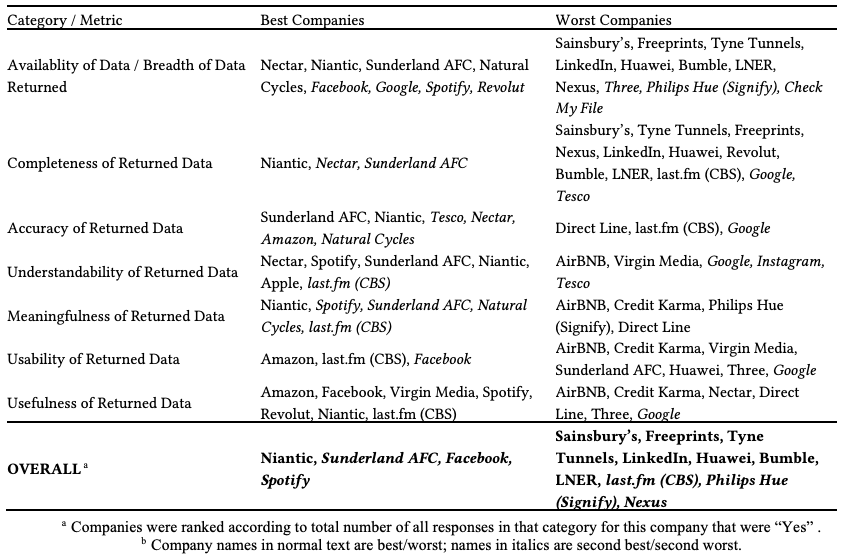 Category / Metric Best Companies Worst Companies
Availablity of Data / Breadth of Data Returned
Nectar, Niantic, Sunderland AFC, Natural
Cycles, Facebook, Google, Spotify, Revolut
Sainsbury's, Freeprints, Tyne Tunnels,
LinkedIn, Huawei, Bumble, LNER,
Nexus, Three, Philips Hue (Signify), Check
My File
Completeness of Returned Data
Niantic, Nectar, Sunderland AFC
Sainsbury's, Tyne Tunnels, Freeprints,
Nexus, LinkedIn, Huawei, Revolut,
Bumble, LNER, last.fm (CBS), Google,
Tesco
Accuracy of Returned Data
Sunderland AFC, Niantic, Tesco, Nectar,
Amazon, Natural Cycles
Direct Line, last.fm (CBS), Google
Understandability of Returned Data
Nectar, Spotify, Sunderland AFC, Niantic,
Apple, last.fm (CBS)
AirBNB, Virgin Media, Google, Instagram,
Tesco
Meaningfulness of Returned Data
Niantic, Spotify, Sunderland AFC, Natural
Cycles, last.fm (CBS)
AirBNB, Credit Karma, Philips Hue
(Signify), Direct Line
Usability of Returned Data
Amazon, last.fm (CBS), Facebook
AirBNB, Credit Karma, Virgin Media,
Sunderland AFC, Huawei, Three, Google
Usefulness of Returned Data
Amazon, Facebook, Virgin Media, Spotify,
Revolut, Niantic, last.fm (CBS)
AirBNB, Credit Karma, Nectar, Direct
Line, Three, Google
OVERALL a
Niantic, Sunderland AFC, Facebook,
Spotify
Sainsbury's, Freeprints, Tyne
Tunnels, LinkedIn, Huawei, Bumble,
LNER, last.fm (CBS), Philips Hue
(Signify), Nexus
a Companies were ranked according to total number of all responses in that category for this company that were “Yes” .
b Company names in normal text are best/worst; names in italics are second best/second worst.